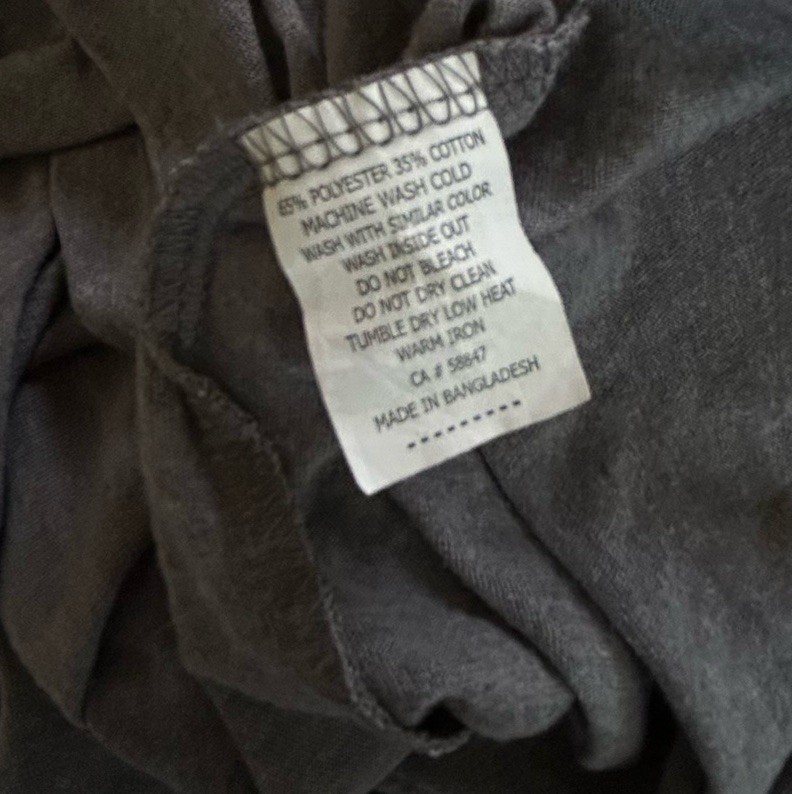 65% POLYESTER 35% COTTON
MACHINE WASH COLD
WASH WITH SIMILAR COLOR
WASH INSIDE OUT
DO NOT BLEACH
DO NOT DRY CLEAN
TUMBLE DRY LOW HEAT
WARM IRON
CA # 58847
MADE IN BANGLADESH
---------